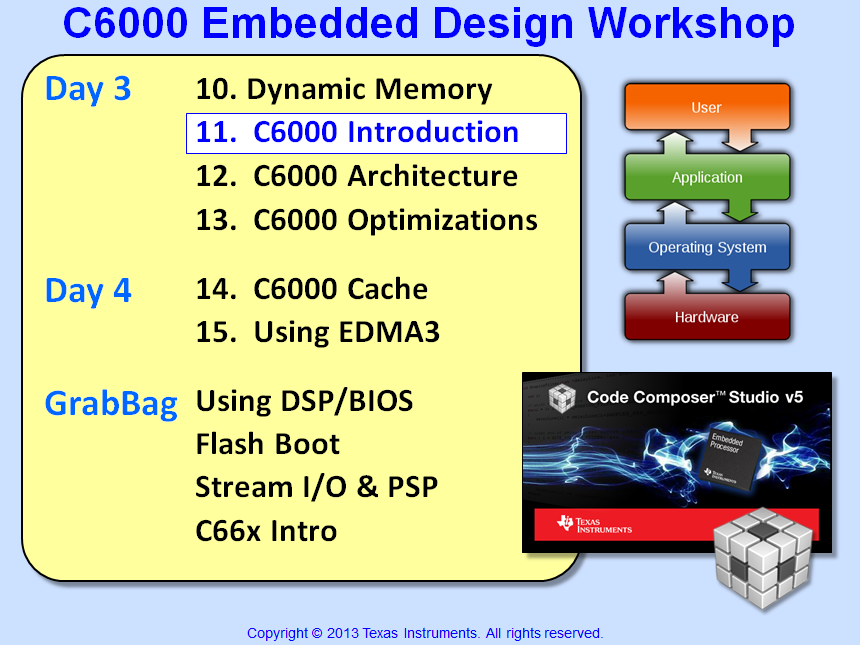 C6000 Embedded Design Workshop
Day 3
10. Dynamic Memory
11. C6000 Introduction
12. C6000 Architecture
13. C6000 Optimizations
Day 4
14. C6000 Cache
15. Using EDMA3
GrabBag
Using DSP/BIOS
Flash Boot
Stream I/O & PSP
C66x Intro
User
Application
Operating System
Hardware
Code Composer™ Studio v5
Embedded
Processor
TEXAS
INSTRUMENTS
TEXAS
INSTRUMENTS
Copyright © 2013 Texas Instruments. All rights reserved.